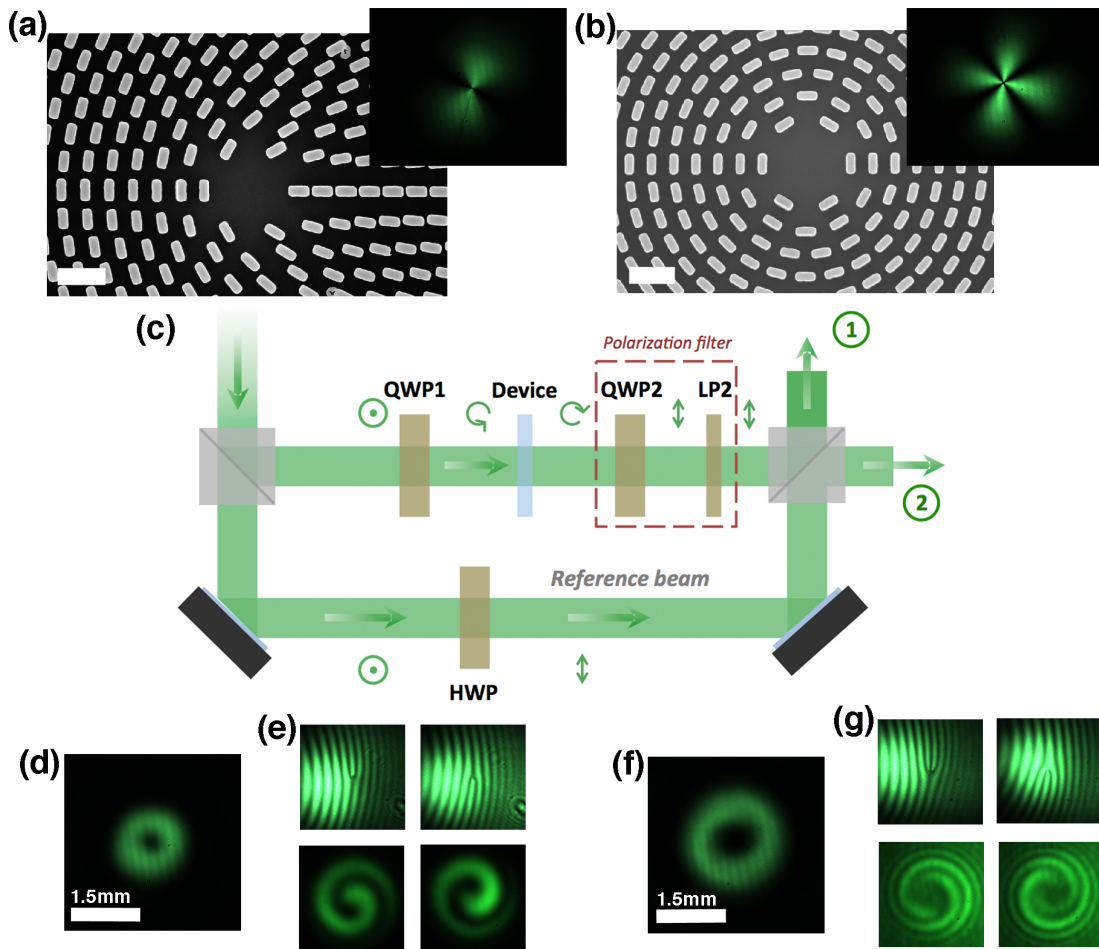 (a)
(b)
(c)
Polarization filter
1
QWP1
Device
QWP2
LP2
2
Reference beam
HWP
(d)
(e)
(f)
(g)
1.5mm
1.5mm